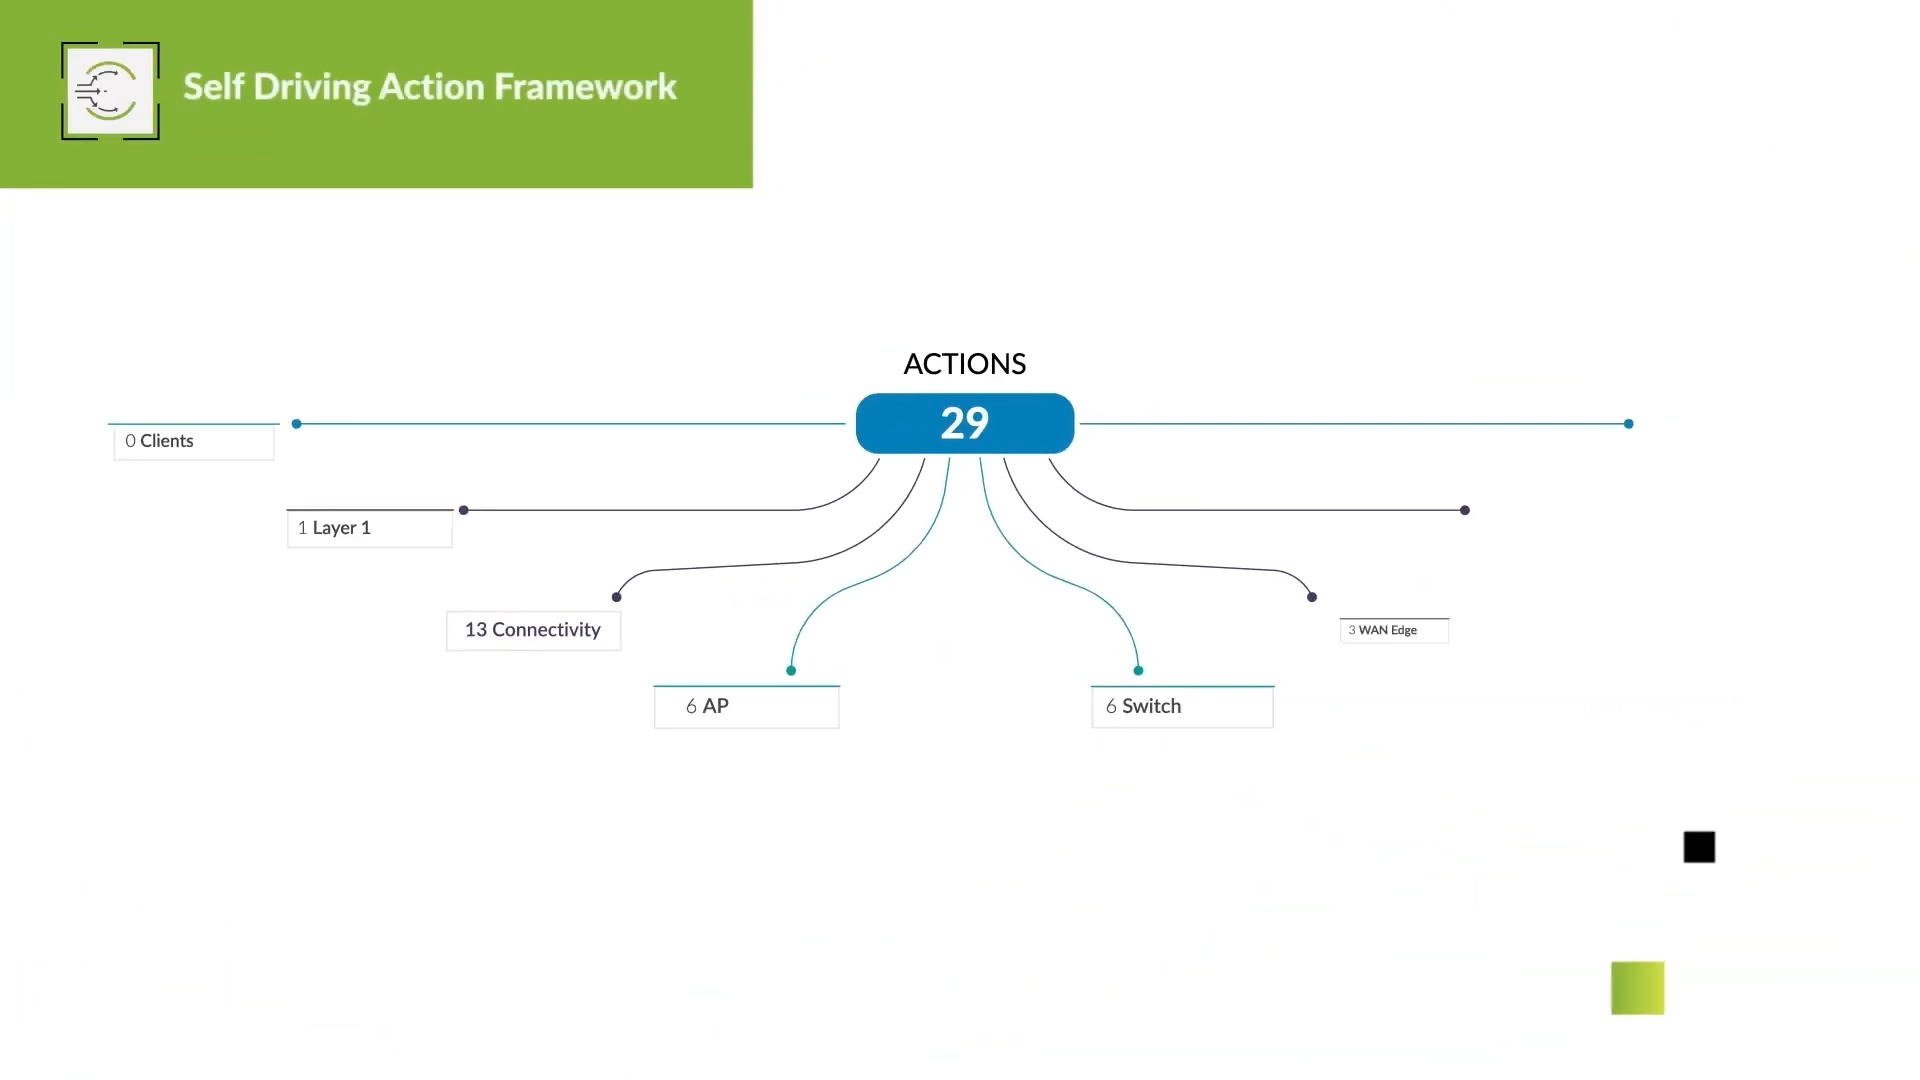 Self Driving Action Framework
ACTIONS
29
0 Clients
1 Layer 1
13 Connectivity
3 WAN Edge
6 AP
6 Switch